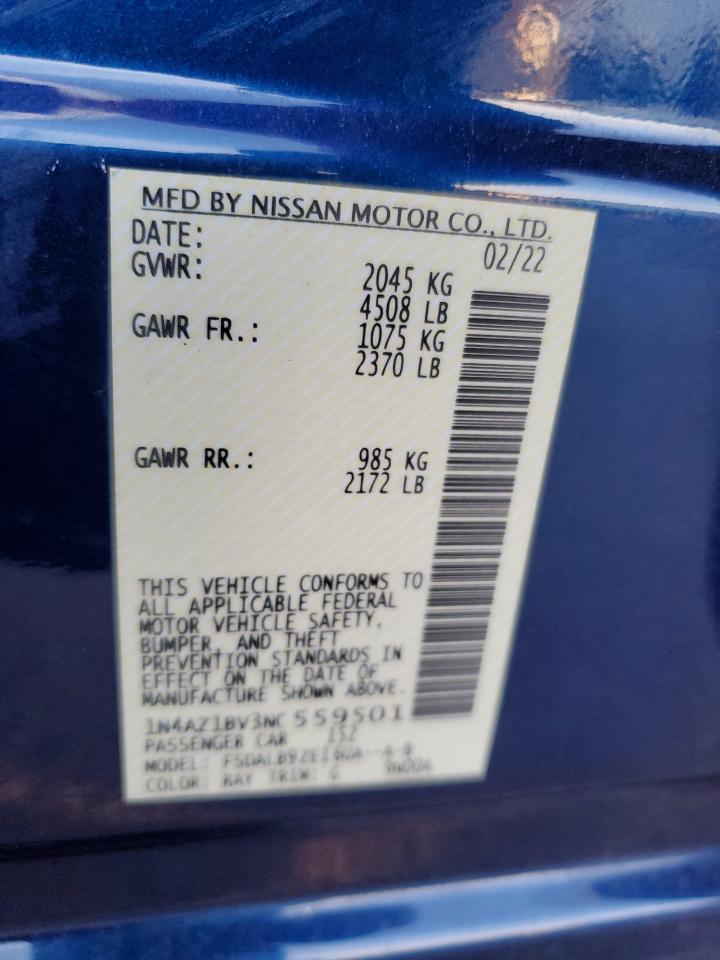 MFD BY NISSAN MOTOR CO., LTD.
DATE: 02/22
GVWR: 2045 KG
4508 LB
GAWR FR.: 1075 KG
2370 LB
GAWR RR.: 985 KG
2172 LB
THIS VEHICLE CONFORMS TO
ALL APPLICABLE FEDERAL
MOTOR VEHICLE SAFETY,
BUMPER, AND THEFT
PREVENTION STANDARDS IN
EFFECT ON THE DATE OF
MANUFACTURE SHOWN ABOVE.
1N4AZ1BV3NC559501
PASSENGER CAR
MODEL:
COLOR: RAY TRIM: G